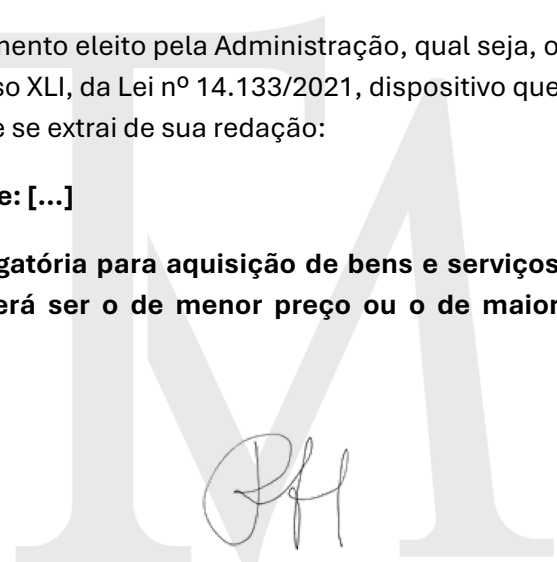 mento eleito pela Administração, qual seja, o
so XLI, da Lei nº 14.133/2021, dispositivo que
e se extrai de sua redação:
e: [...]
gatória para aquisição de bens e serviços
erá ser o de menor preço ou o de maior